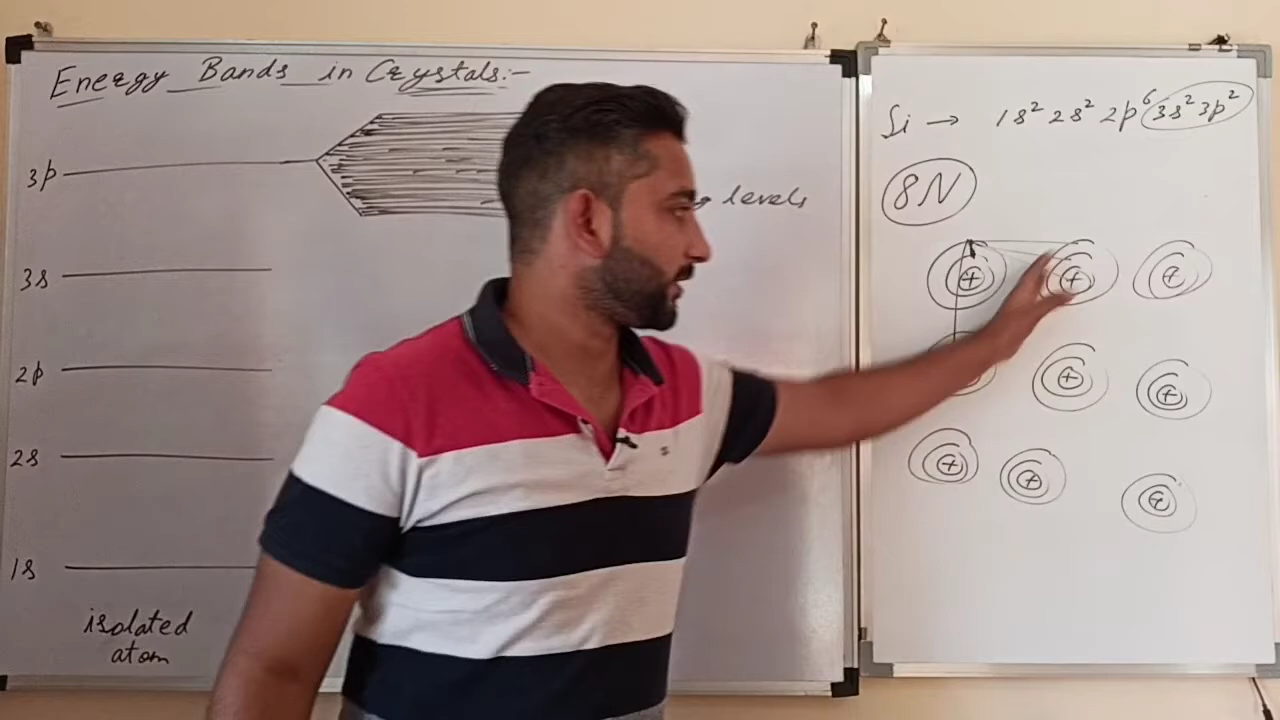 Energy Bands in Crystals:-
3p
levels
3s
2p
2s
1s
isolated
atom
Si → 1s² 2s² 2p⁶ 3s² 3p²
8N
+ + +
+ +
+ + +